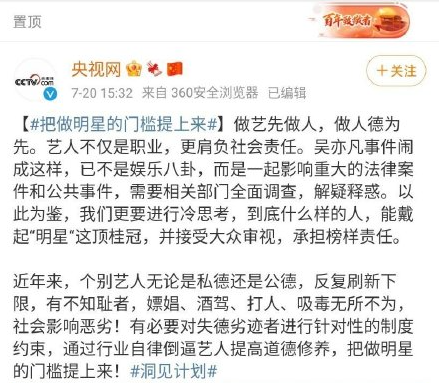 置顶
百年筑就者
央视网
7-20 15:32 来自 360安全浏览器 已编辑
+关注
CCTV.com
【#把做明星的门槛提上来#】做艺先做人，做人德为
先。艺人不仅是职业，更肩负社会责任。吴亦凡事件闹
成这样，已不是娱乐八卦，而是一起影响重大的法律案
件和公共事件，需要相关部门全面调查，解疑释惑。以
此为鉴，我们更要进行冷思考，到底什么样的人，能戴
起“明星“这顶桂冠，并接受大众审视，承担榜样责任。
近年来，个别艺人无论是私德还是公德，反复刷新下
限，有不知耻者，嫖娼、酒驾、打人、吸毒无所不为，
社会影响恶劣！有必要对失德劣迹者进行针对性的制度
约束，通过行业自律倒逼艺人提高道德修养，把做明星
的门槛提上来！#洞见计划#